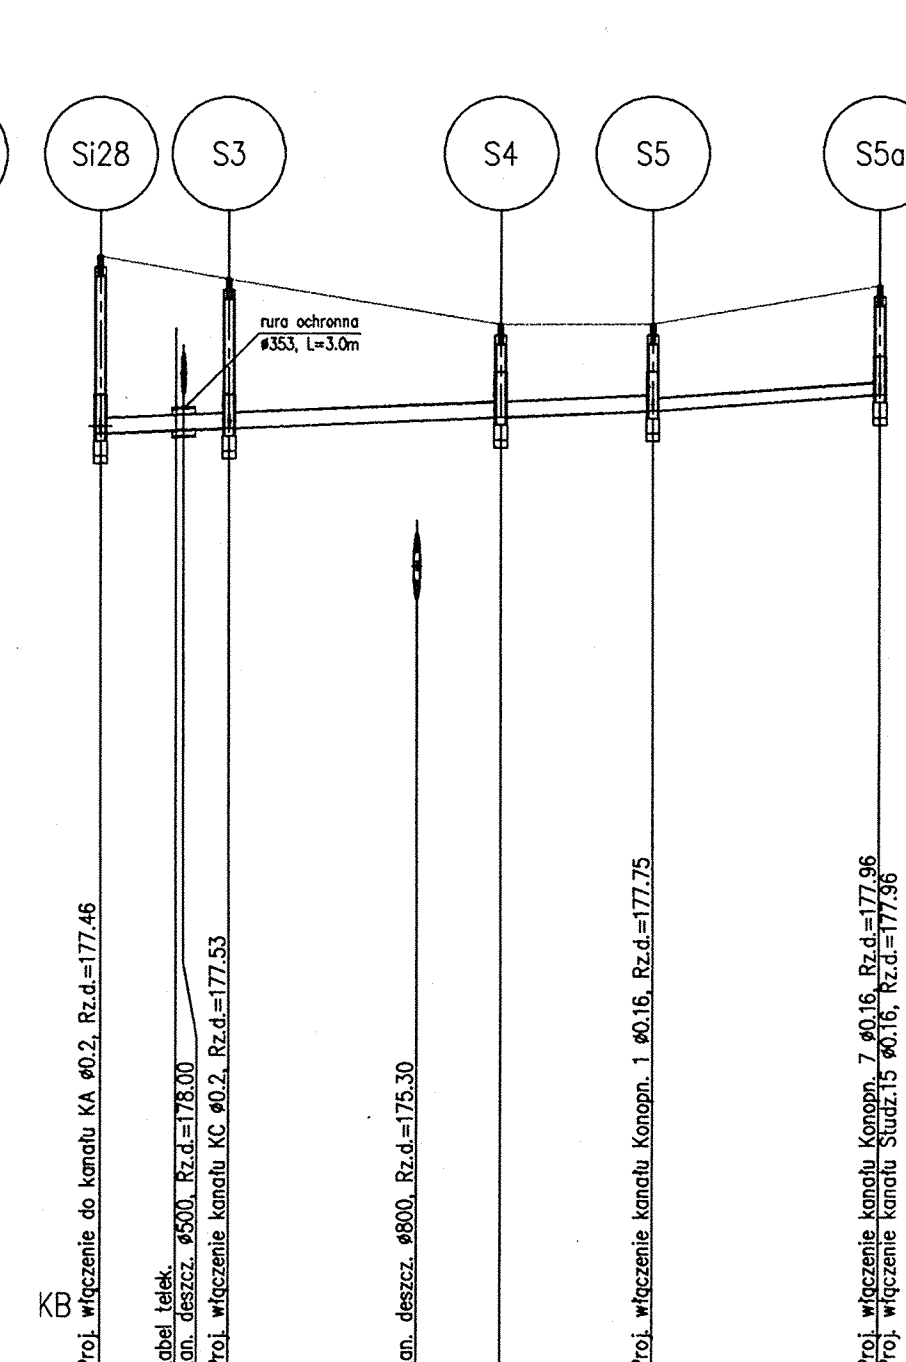 Si28
S3
S4
S5
S5a
rura ochronna
ø353, L=3.0m
Proj. włączenie do kanału KA ø0.2, Rz.d.=177.46
kabel telek.
kan. deszcz. ø500, Rz.d.=178.00
Proj. włączenie kanału KC ø0.2, Rz.d.=177.53
kan. deszcz. ø800, Rz.d.=175.30
Proj. włączenie kanału Konopn. 1 ø0.16, Rz.d.=177.75
Proj. włączenie kanału Konopn. 7 ø0.16, Rz.d.=177.96
Proj. włączenie kanału Studz.15 ø0.16, Rz.d.=177.96
KB